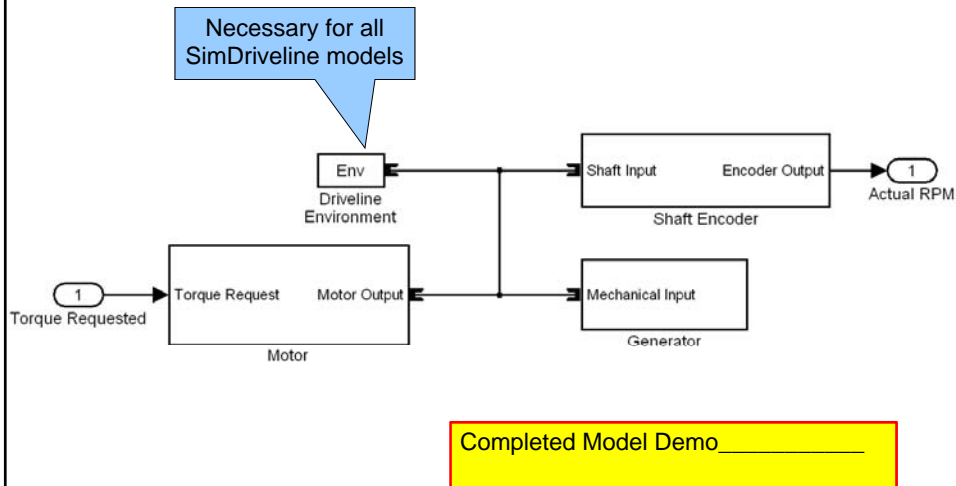 Necessary for all
SimDriveline models
Env
Driveline
Environment
Shaft Input
Encoder Output
Shaft Encoder
1
Actual RPM
1
Torque Requested
Torque Request
Motor Output
Motor
Mechanical Input
Generator
Completed Model Demo___________